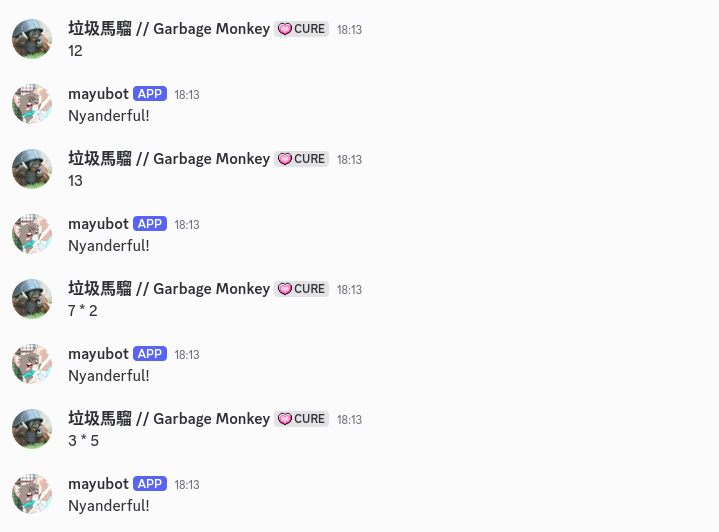 垃圾馬騮 // Garbage Monkey CURE 18:13
12
mayubot APP 18:13
Nyanderful!
垃圾馬騮 // Garbage Monkey CURE 18:13
13
mayubot APP 18:13
Nyanderful!
垃圾馬騮 // Garbage Monkey CURE 18:13
7 * 2
mayubot APP 18:13
Nyanderful!
垃圾馬騮 // Garbage Monkey CURE 18:13
3 * 5
mayubot APP 18:13
Nyanderful!